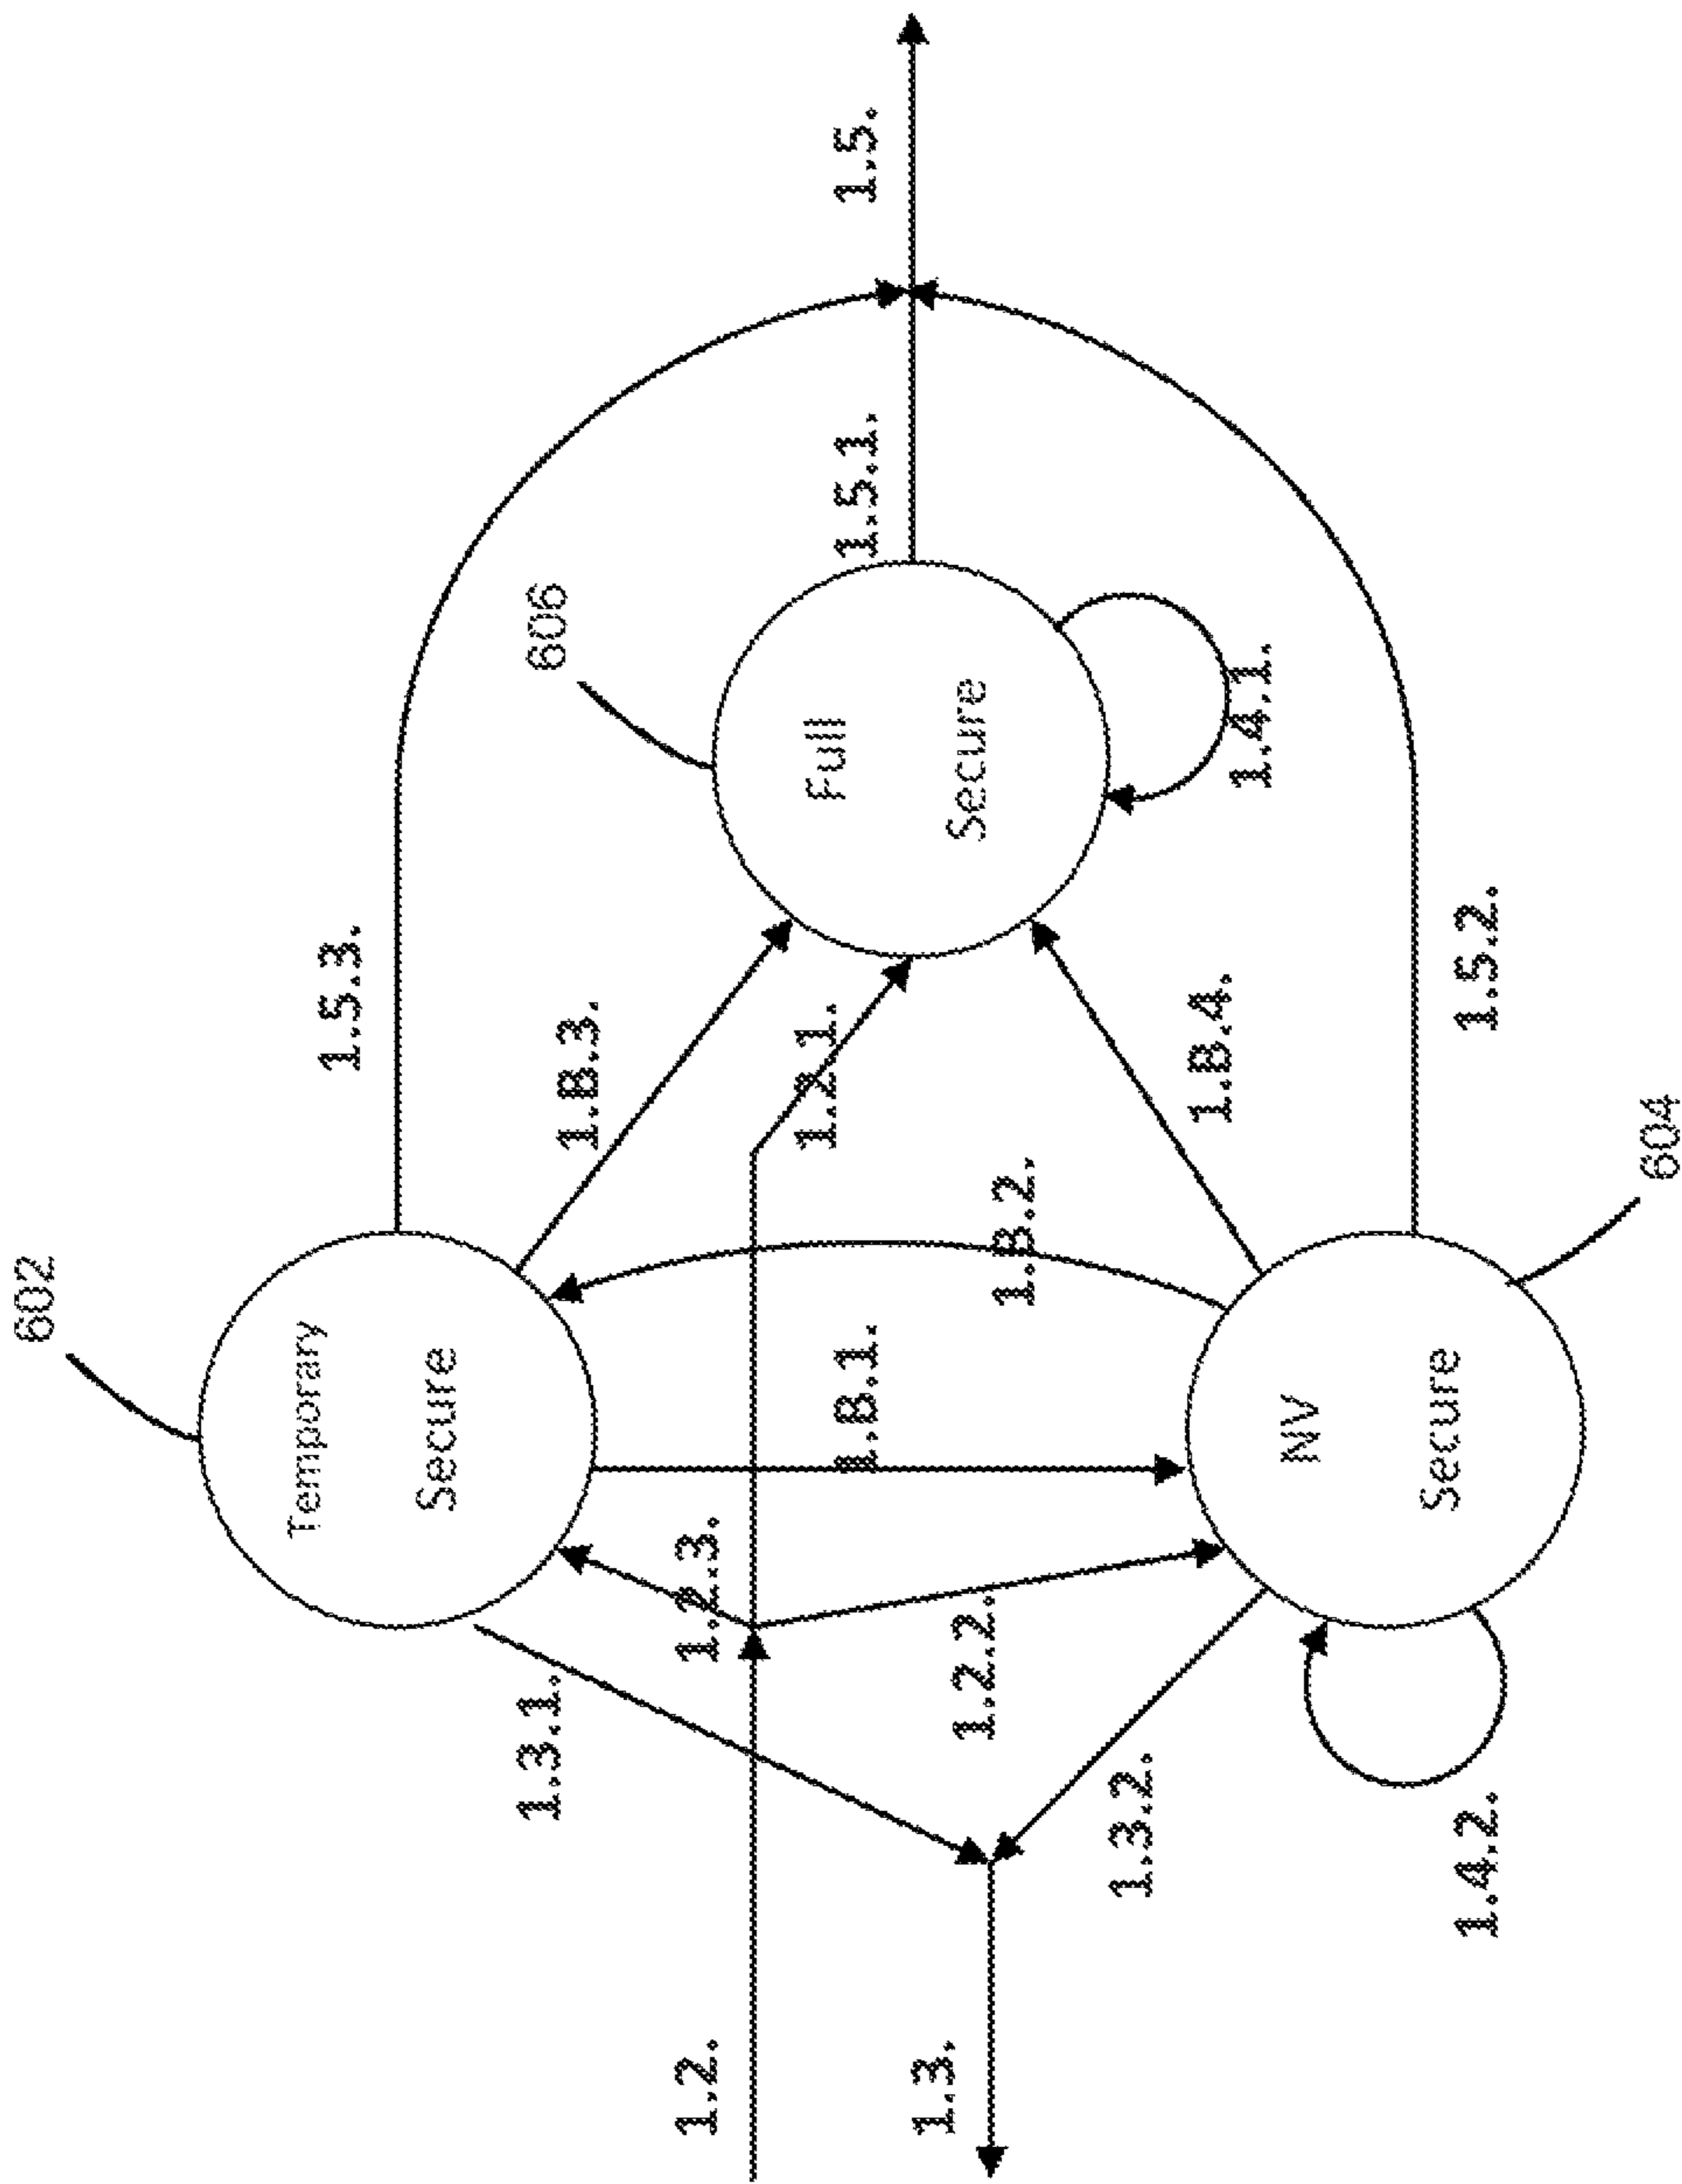 602
Temporary
Secure
1.5.3.
1.3.1.
606
1.B.3.
1.2.
1.2.3.
1.2.1.
Full
Secure
1.B.1.
1.5.1.
1.5.
1.3.
1.2.2.
1.B.2.
1.3.2.
1.B.4.
1.4.1.
NV
Secure
1.4.2.
1.5.2.
604